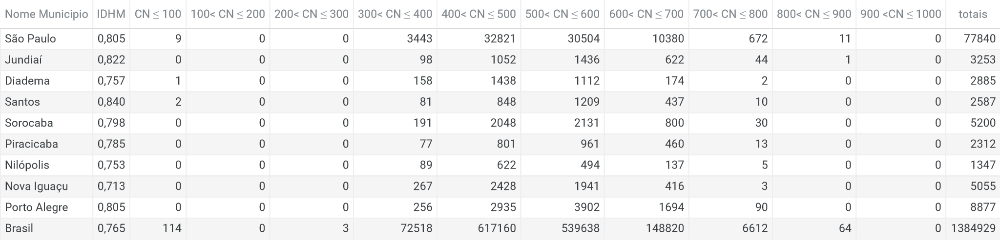 Nome Municipio IDHM CN ≤ 100 100< CN ≤ 200 200< CN ≤ 300 300< CN ≤ 400 400< CN ≤ 500 500< CN ≤ 600 600< CN ≤ 700 700< CN ≤ 800 800< CN ≤ 900 900 <CN ≤ 1000 totais
São Paulo 0,805 9 0 0 3443 32821 30504 10380 672 11 0 77840
Jundiaí 0,822 0 0 0 98 1052 1436 622 44 1 0 3253
Diadema 0,757 1 0 0 158 1438 1112 174 2 0 0 2885
Santos 0,840 2 0 0 81 848 1209 437 10 0 0 2587
Sorocaba 0,798 0 0 0 191 2048 2131 800 30 0 0 5200
Piracicaba 0,785 0 0 0 77 801 961 460 13 0 0 2312
Nilópolis 0,753 0 0 0 89 622 494 137 5 0 0 1347
Nova Iguaçu 0,713 0 0 0 267 2428 1941 416 3 0 0 5055
Porto Alegre 0,805 0 0 0 256 2935 3902 1694 90 0 0 8877
Brasil 0,765 114 0 3 72518 617160 539638 148820 6612 64 0 1384929